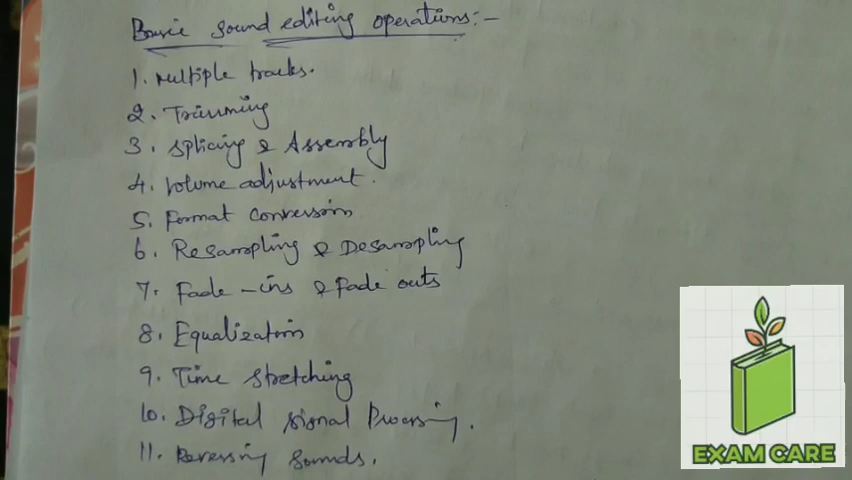 Basic sound editing operations:-
1. Multiple tracks.
2. Trimming
3. Splicing & Assembly
4. Volume adjustment.
5. Format conversion
6. Resampling & Desampling
7. Fade-ins & Fade outs
8. Equalization
9. Time stretching
10. Digital signal Processing.
11. Reversing sounds.
EXAM CARE